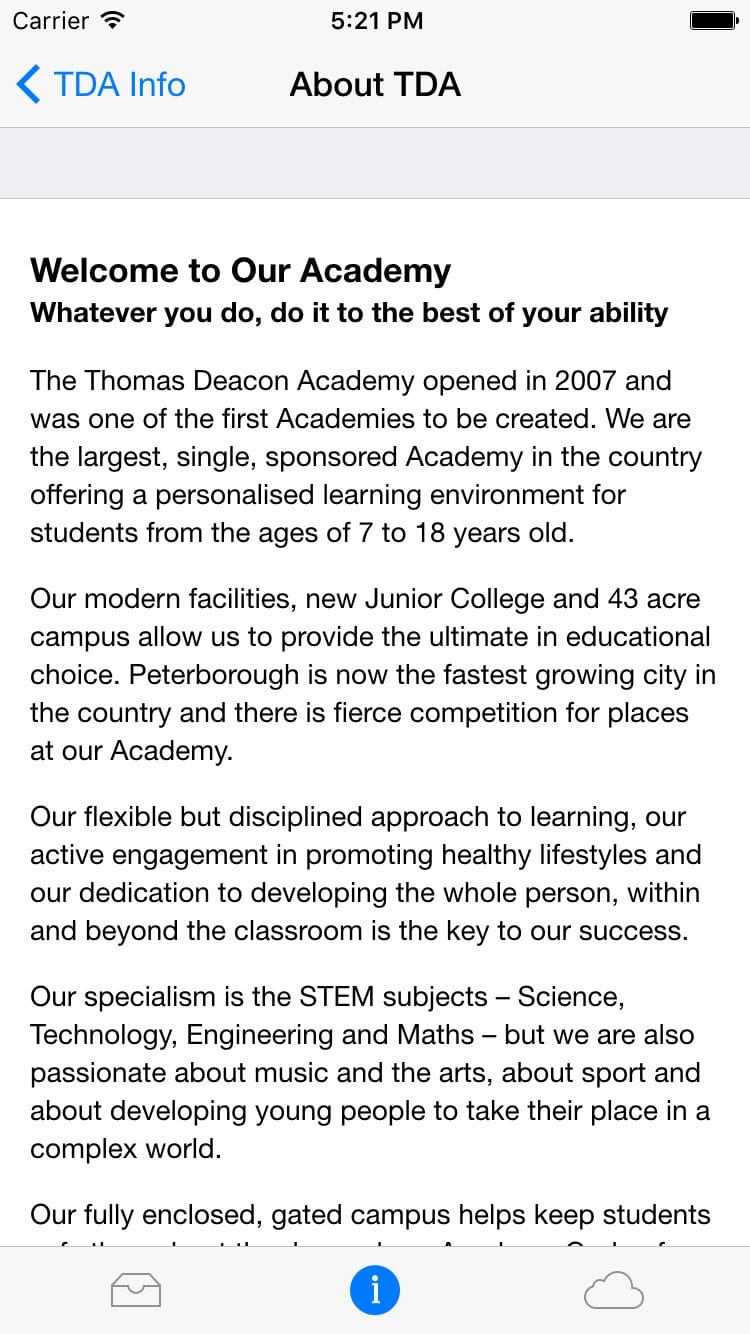 Carrier
5:21 PM
TDA Info
About TDA
Welcome to Our Academy
Whatever you do, do it to the best of your ability
The Thomas Deacon Academy opened in 2007 and
was one of the first Academies to be created. We are
the largest, single, sponsored Academy in the country
offering a personalised learning environment for
students from the ages of 7 to 18 years old.
Our modern facilities, new Junior College and 43 acre
campus allow us to provide the ultimate in educational
choice. Peterborough is now the fastest growing city in
the country and there is fierce competition for places
at our Academy.
Our flexible but disciplined approach to learning, our
active engagement in promoting healthy lifestyles and
our dedication to developing the whole person, within
and beyond the classroom is the key to our success.
Our specialism is the STEM subjects – Science,
Technology, Engineering and Maths – but we are also
passionate about music and the arts, about sport and
about developing young people to take their place in a
complex world.
Our fully enclosed, gated campus helps keep students